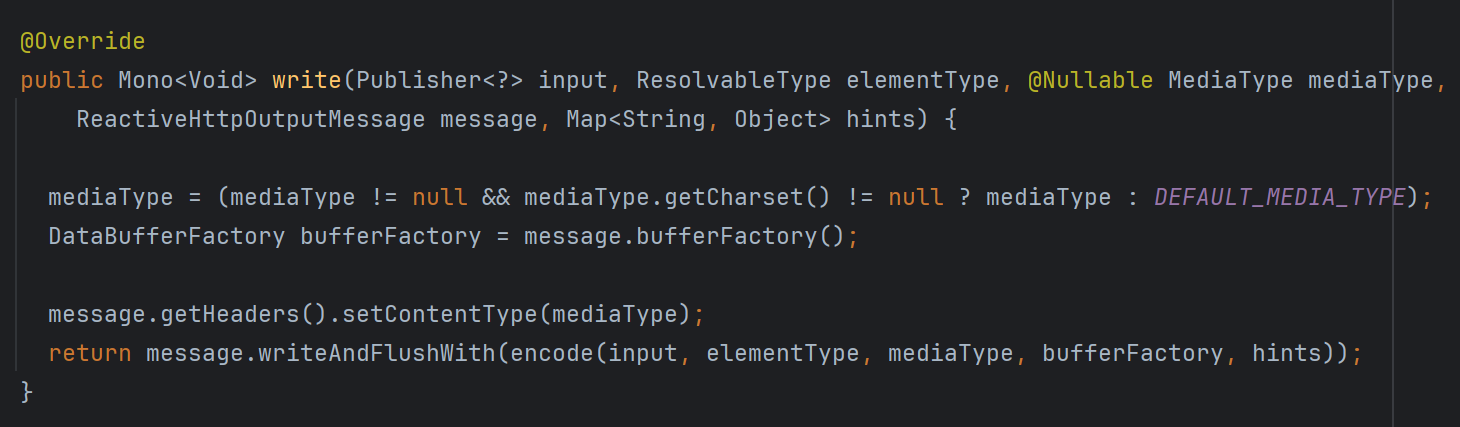 @Override
public Mono<Void> write(Publisher<?> input, ResolvableType elementType, @Nullable MediaType mediaType,
    ReactiveHttpOutputMessage message, Map<String, Object> hints) {
  mediaType = (mediaType != null && mediaType.getCharset() != null ? mediaType : DEFAULT_MEDIA_TYPE);
  DataBufferFactory bufferFactory = message.bufferFactory();
  message.getHeaders().setContentType(mediaType);
  return message.writeAndFlushWith(encode(input, elementType, mediaType, bufferFactory, hints));
}